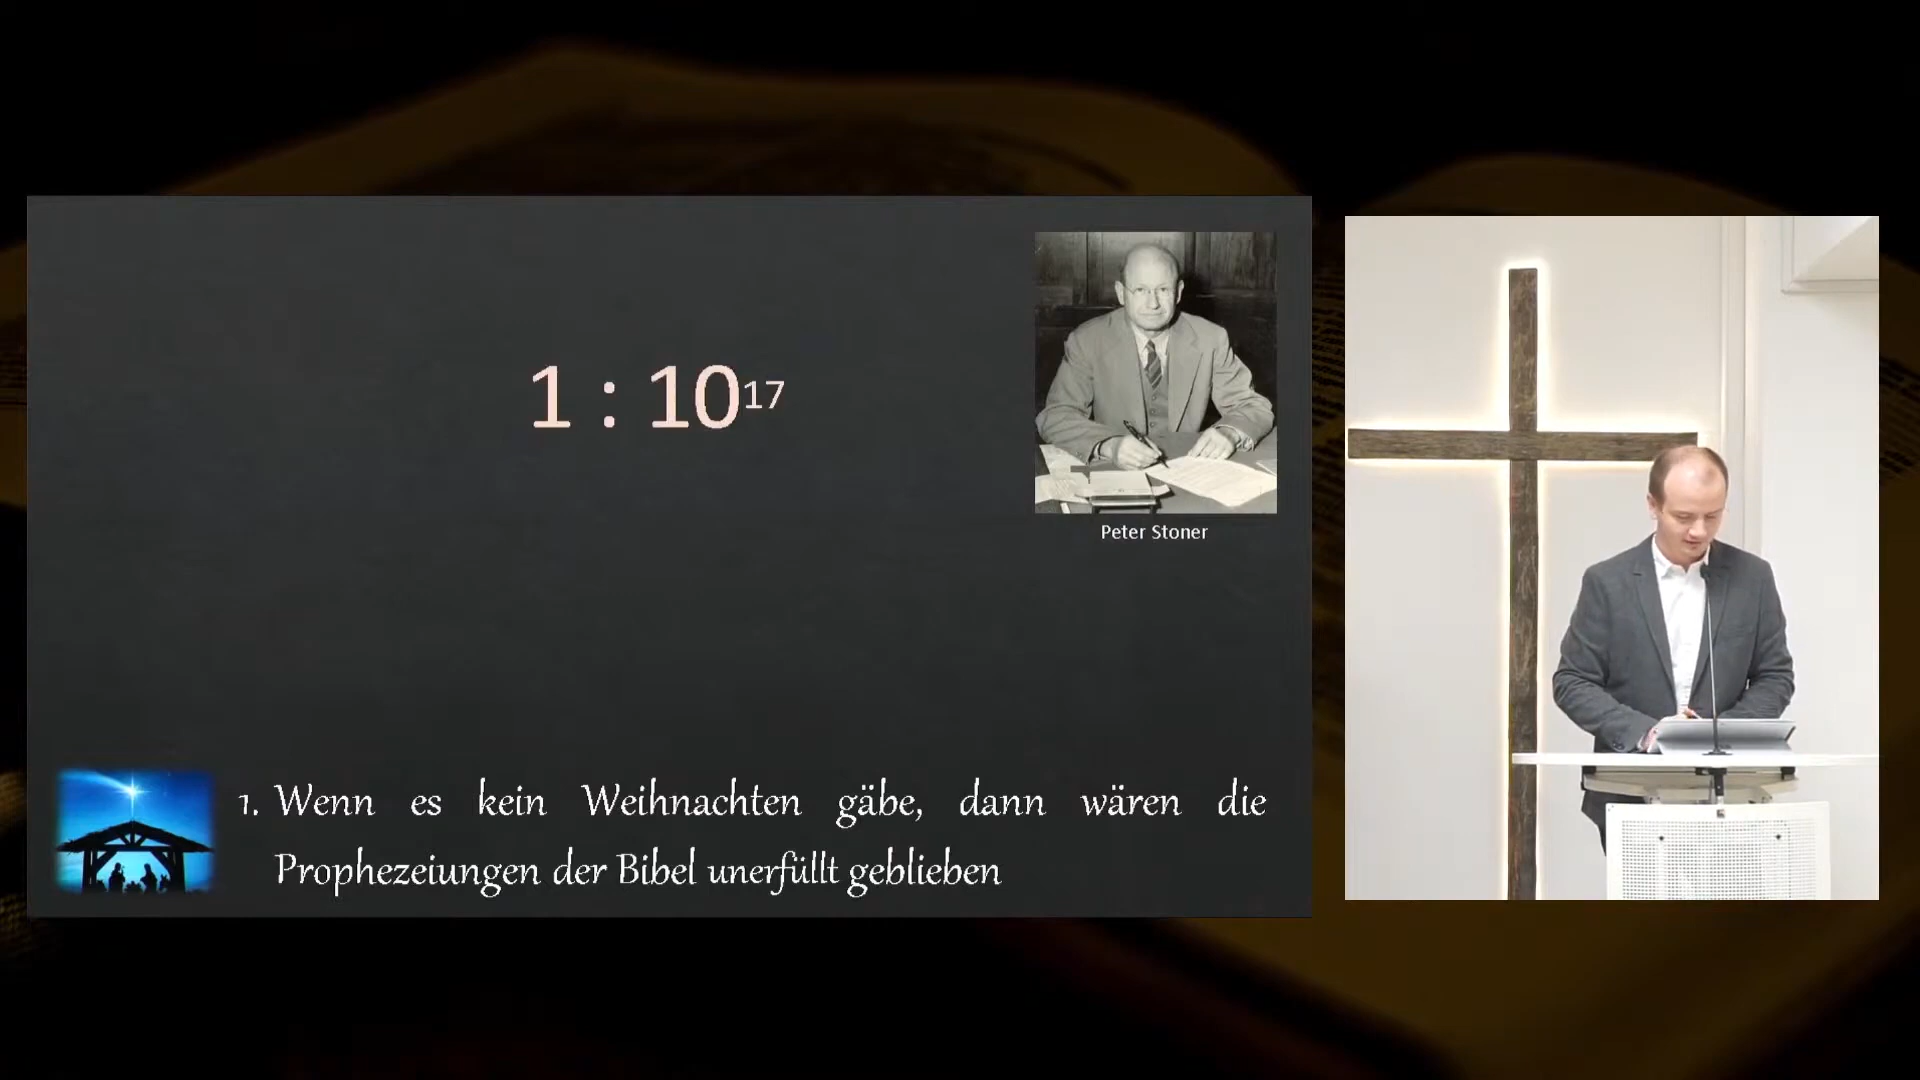 1 : 10¹⁷
Peter Stoner
1. Wenn es kein Weihnachten gäbe, dann wären die
Prophezeiungen der Bibel unerfüllt geblieben